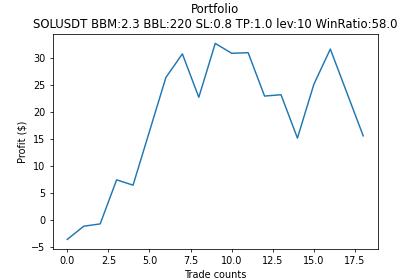 Portfolio
SOLUSDT BBM:2.3 BBL:220 SL:0.8 TP:1.0 lev:10 WinRatio:58.0
30
25
20
15
10
5
0
−5
Profit ($)
0.0 2.5 5.0 7.5 10.0 12.5 15.0 17.5
Trade counts